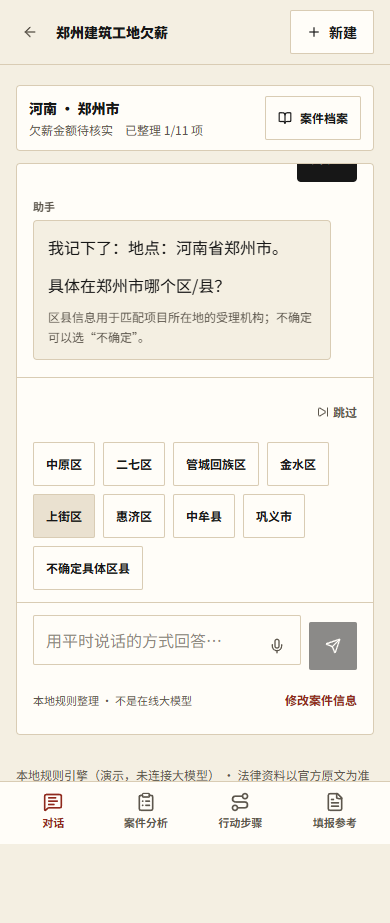 郑州建筑工地欠薪
新建
河南 · 郑州市
欠薪金额待核实 已整理 1/11 项
案件档案
助手
我记下了：地点：河南省郑州市。
具体在郑州市哪个区/县？
区县信息用于匹配项目所在地的受理机构；不确定
可以选“不确定”。
跳过
中原区 二七区 管城回族区 金水区
上街区 惠济区 中牟县 巩义市
不确定具体区县
用平时说话的方式回答…
本地规则整理 · 不是在线大模型
修改案件信息
本地规则引擎（演示，未连接大模型） · 法律资料以官方原文为准
对话 案件分析 行动步骤 填报参考